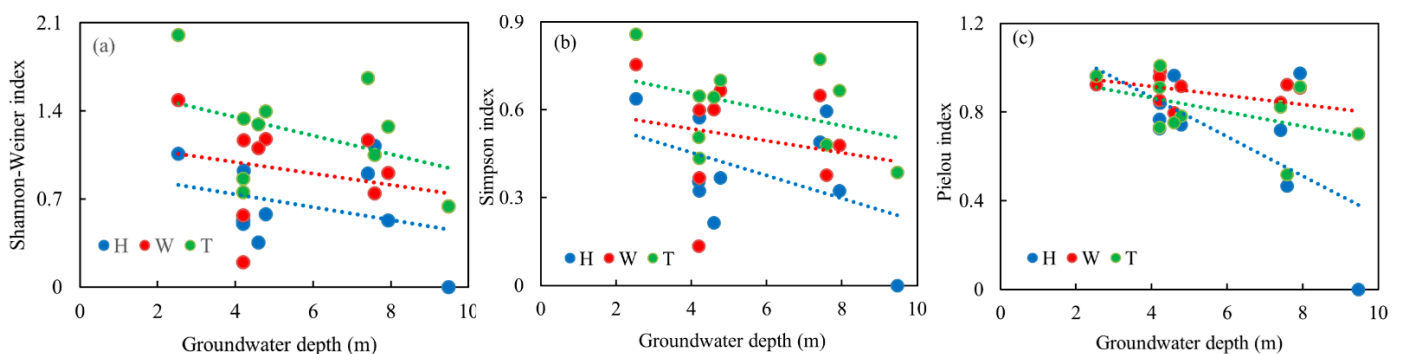 Shannon-Weiner index
2.1
1.4
0.7
0
(a)
H W T
0 2 4 6 8 10
Groundwater depth (m)
Simpson index
0.9
0.6
0.3
0
(b)
H W T
0 2 4 6 8 10
Groundwater depth (m)
Pielou index
1.2
0.8
0.4
0
(c)
H W T
0 2 4 6 8 10
Groundwater depth (m)